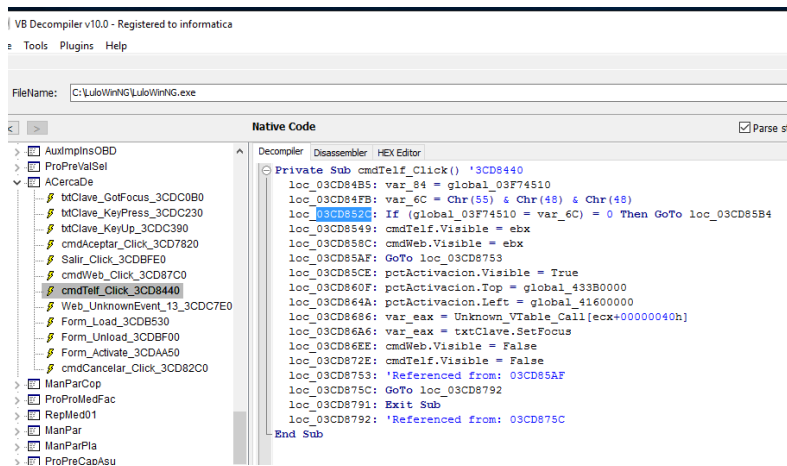 VB Decompiler v10.0 - Registered to informatica
Tools Plugins Help
FileName: C:\LuloWinNG\LuloWinNG.exe
< >
Native Code
Parse st
Decompiler Disassembler HEX Editor
AuxImpInsOBD
ProPreValSel
ACercaDe
txtClave_GotFocus_3CDC0B0
txtClave_KeyPress_3CDC230
txtClave_KeyUp_3CDC390
cmdAceptar_Click_3CD7820
Salir_Click_3CDBFE0
cmdWeb_Click_3CD87C0
cmdTelf_Click_3CD8440
Web_UnknownEvent_13_3CDC7E0
Form_Load_3CDB530
Form_Unload_3CDBF00
Form_Activate_3CDAA50
cmdCancelar_Click_3CD82C0
ManParCop
ProProMedFac
RepMed01
ManPar
ManParPla
ProPreCapAsu
Private Sub cmdTelf_Click() '3CD8440
loc_03CD84B5: var_84 = global_03F74510
loc_03CD84FB: var_6C = Chr(55) & Chr(48) & Chr(48)
loc_03CD852C: If (global_03F74510 = var_6C) = 0 Then GoTo loc_03CD85B4
loc_03CD8549: cmdTelf.Visible = ebx
loc_03CD858C: cmdWeb.Visible = ebx
loc_03CD85AF: GoTo loc_03CD8753
loc_03CD85CE: pctActivacion.Visible = True
loc_03CD860F: pctActivacion.Top = global_433B0000
loc_03CD864A: pctActivacion.Left = global_41600000
loc_03CD8686: var_eax = Unknown_VTable_Call[ecx+00000040h]
loc_03CD86A6: var_eax = txtClave.SetFocus
loc_03CD86EE: cmdWeb.Visible = False
loc_03CD872E: cmdTelf.Visible = False
loc_03CD8753: 'Referenced from: 03CD85AF
loc_03CD875C: GoTo loc_03CD8792
loc_03CD8791: Exit Sub
loc_03CD8792: 'Referenced from: 03CD875C
End Sub